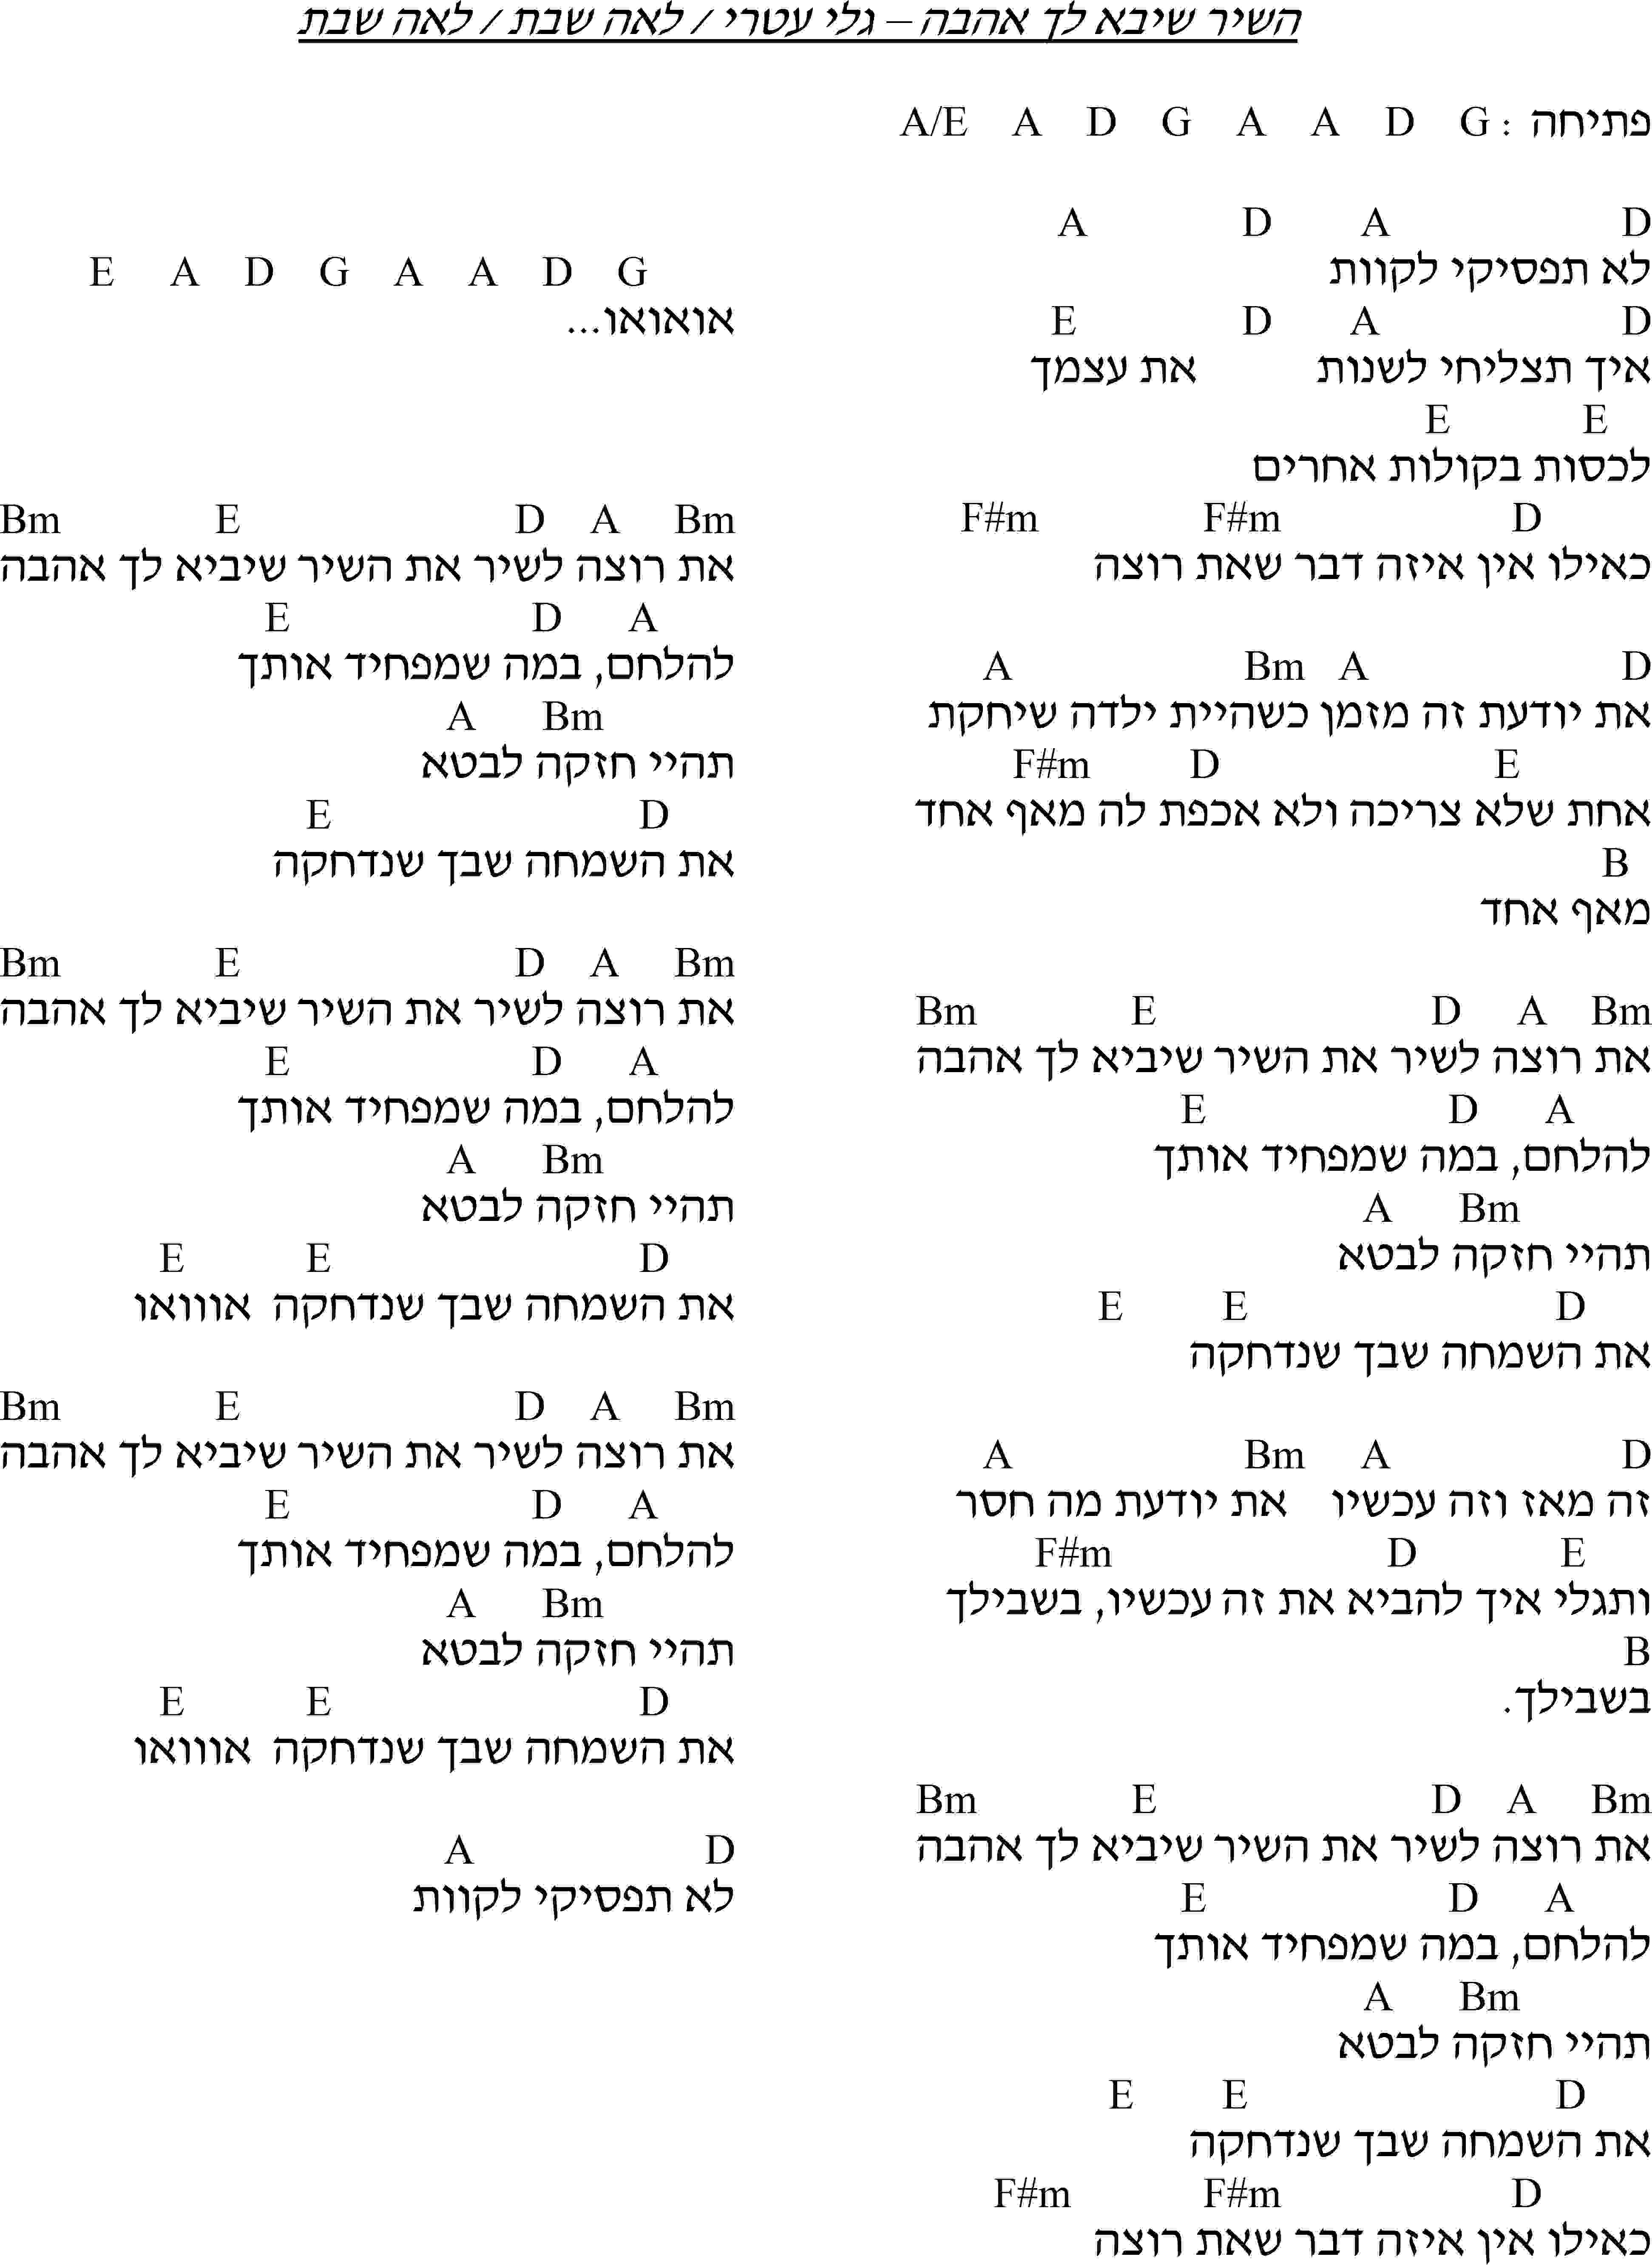 השיר שיבא לך אהבה – גלי עטרי / לאה שבת / לאה שבת
פתיחה : A/E A D G A A D G
A D A D
לא תפסיקי לקוות
E D A D
איך תצליחי לשנות את עצמך
E E
לכסות בקולות אחרים
F#m F#m D
כאילו אין איזה דבר שאת רוצה
A Bm A D
את יודעת זה מזמן כשהיית ילדה שיחקת
F#m D E
אחת שלא צריכה ולא אכפת לה מאף אחד
B
מאף אחד
Bm E D A Bm
את רוצה לשיר את השיר שיביא לך אהבה
E D A
להלחם, במה שמפחיד אותך
A Bm
תהיי חזקה לבטא
E E D
את השמחה שבך שנדחקה
A Bm A D
זה מאז וזה עכשיו את יודעת מה חסר
F#m D E
ותגלי איך להביא את זה עכשיו, בשבילך
B
בשבילך.
Bm E D A Bm
את רוצה לשיר את השיר שיביא לך אהבה
E D A
להלחם, במה שמפחיד אותך
A Bm
תהיי חזקה לבטא
E E D
את השמחה שבך שנדחקה
F#m F#m D
כאילו אין איזה דבר שאת רוצה
E A D G A A D G
אואואו...
Bm E D A Bm
את רוצה לשיר את השיר שיביא לך אהבה
E D A
להלחם, במה שמפחיד אותך
A Bm
תהיי חזקה לבטא
E D
את השמחה שבך שנדחקה
Bm E D A Bm
את רוצה לשיר את השיר שיביא לך אהבה
E D A
להלחם, במה שמפחיד אותך
A Bm
תהיי חזקה לבטא
E E D
את השמחה שבך שנדחקה אוווואו
Bm E D A Bm
את רוצה לשיר את השיר שיביא לך אהבה
E D A
להלחם, במה שמפחיד אותך
A Bm
תהיי חזקה לבטא
E E D
את השמחה שבך שנדחקה אוווואו
A D
לא תפסיקי לקוות